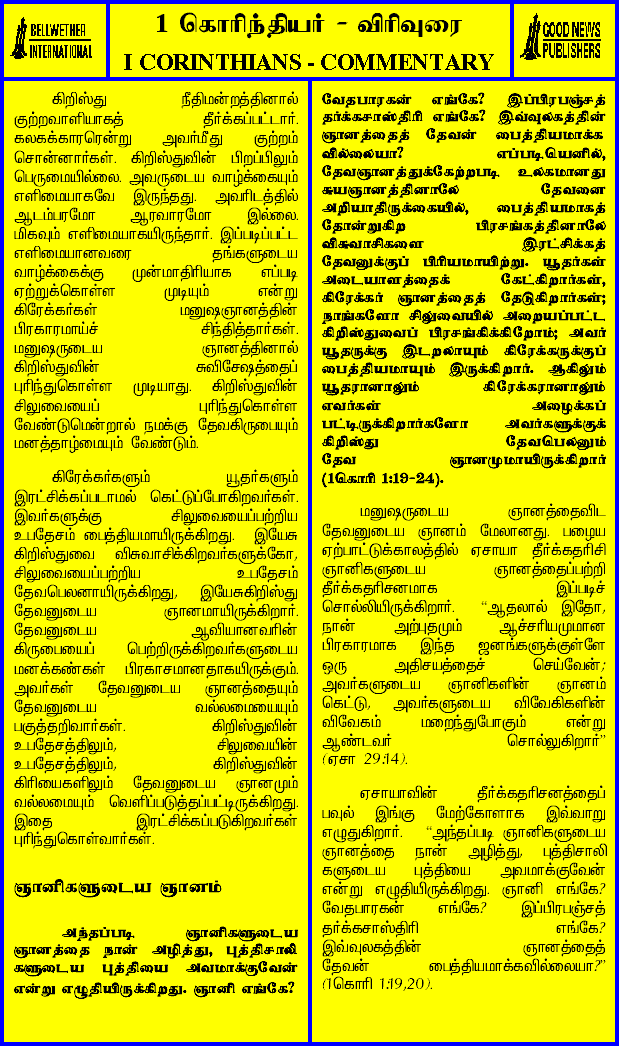 BELLWETHER
INTERNATIONAL
1 கொரிந்தியர் - விரிவுரை
I CORINTHIANS - COMMENTARY
GOOD NEWS
PUBLISHERS
கிறிஸ்து நீதிமன்றத்தினால்
குற்றவாளியாகத் தீர்க்கப்பட்டார்.
கலகக்காரரென்று அவர்மீது குற்றம்
சொன்னார்கள். கிறிஸ்துவின் பிறப்பிலும்
பெருமையில்லை. அவருடைய வாழ்க்கையும்
எளிமையாகவே இருந்தது. அவரிடத்தில்
ஆடம்பரமோ ஆரவாரமோ இல்லை.
மிகவும் எளிமையாகயிருந்தார். இப்படிப்பட்ட
எளிமையானவரை தங்களுடைய
வாழ்க்கைக்கு முன்மாதிரியாக எப்படி
ஏற்றுக்கொள்ள முடியும் என்று
கிரேக்கர்கள் மனுஷஞானத்தின்
பிரகாரமாய்ச் சிந்தித்தார்கள்.
மனுஷருடைய ஞானத்தினால்
கிறிஸ்துவின் சுவிசேஷத்தைப்
புரிந்துகொள்ள முடியாது. கிறிஸ்துவின்
சிலுவையைப் புரிந்துகொள்ள
வேண்டுமென்றால் நமக்கு தேவகிருபையும்
மனத்தாழ்மையும் வேண்டும்.
கிரேக்கர்களும் யூதர்களும்
இரட்சிக்கப்படாமல் கெட்டுப்போகிறவர்கள்.
இவர்களுக்கு சிலுவையைப்பற்றிய
உபதேசம் பைத்தியமாயிருக்கிறது. இயேசு
கிறிஸ்துவை விசுவாசிக்கிறவர்களுக்கோ,
சிலுவையைப்பற்றிய உபதேசம்
தேவபெலனாயிருக்கிறது, இயேசுகிறிஸ்து
தேவனுடைய ஞானமாயிருக்கிறார்.
தேவனுடைய ஆவியானவரின்
கிருபையைப் பெற்றிருக்கிறவர்களுடைய
மனக்கண்கள் பிரகாசமானதாகயிருக்கும்.
அவர்கள் தேவனுடைய ஞானத்தையும்
தேவனுடைய வல்லமையையும்
பகுத்தறிவார்கள். கிறிஸ்துவின்
உபதேசத்திலும், சிலுவையின்
உபதேசத்திலும், கிறிஸ்துவின்
கிரியைகளிலும் தேவனுடைய ஞானமும்
வல்லமையும் வெளிப்படுத்தப்பட்டிருக்கிறது.
இதை இரட்சிக்கப்படுகிறவர்கள்
புரிந்துகொள்வார்கள்.
ஞானிகளுடைய ஞானம்
அந்தப்படி ஞானிகளுடைய
ஞானத்தை நான் அழித்து, புத்திசாலி
களுடைய புத்தியை அவமாக்குவேன்
என்று எழுதியிருக்கிறது. ஞானி எங்கே?
வேதபாரகன் எங்கே? இப்பிரபஞ்சத்
தர்க்கசாஸ்திரி எங்கே? இவ்வுலகத்தின்
ஞானத்தைத் தேவன் பைத்தியமாக்க
வில்லையா? எப்படியெனில்,
தேவஞானத்துக்கேற்றபடி உலகமானது
சுயஞானத்தினாலே தேவனை
அறியாதிருக்கையில், பைத்தியமாகத்
தோன்றுகிற பிரசங்கத்தினாலே
விசுவாசிகளை இரட்சிக்கத்
தேவனுக்குப் பிரியமாயிற்று. யூதர்கள்
அடையாளத்தைக் கேட்கிறார்கள்,
கிரேக்கர் ஞானத்தைத் தேடுகிறார்கள்;
நாங்களோ சிலுவையில் அறையப்பட்ட
கிறிஸ்துவைப் பிரசங்கிக்கிறோம்; அவர்
யூதருக்கு இடறலாயும் கிரேக்கருக்குப்
பைத்தியமாயும் இருக்கிறார். ஆகிலும்
யூதரானாலும் கிரேக்கரானாலும்
எவர்கள் அழைக்கப்
பட்டிருக்கிறார்களோ அவர்களுக்குக்
கிறிஸ்து தேவபெலனும்
தேவ ஞானமுமாயிருக்கிறார்
(1கொரி 1:19-24).
மனுஷருடைய ஞானத்தைவிட
தேவனுடைய ஞானம் மேலானது. பழைய
ஏற்பாட்டுக்காலத்தில் ஏசாயா தீர்க்கதரிசி
ஞானிகளுடைய ஞானத்தைப்பற்றி
தீர்க்கதரிசனமாக இப்படிச்
சொல்லியிருக்கிறார். “ஆதலால் இதோ,
நான் அற்புதமும் ஆச்சரியமுமான
பிரகாரமாக இந்த ஜனங்களுக்குள்ளே
ஒரு அதிசயத்தைச் செய்வேன்;
அவர்களுடைய ஞானிகளின் ஞானம்
கெட்டு, அவர்களுடைய விவேகிகளின்
விவேகம் மறைந்துபோகும் என்று
ஆண்டவர் சொல்லுகிறார்”
(ஏசா 29:14).
ஏசாயாவின் தீர்க்கதரிசனத்தைப்
பவுல் இங்கு மேற்கோளாக இவ்வாறு
எழுதுகிறார். “அந்தப்படி ஞானிகளுடைய
ஞானத்தை நான் அழித்து, புத்திசாலி
களுடைய புத்தியை அவமாக்குவேன்
என்று எழுதியிருக்கிறது. ஞானி எங்கே?
வேதபாரகன் எங்கே? இப்பிரபஞ்சத்
தர்க்கசாஸ்திரி எங்கே?
இவ்வுலகத்தின் ஞானத்தைத்
தேவன் பைத்தியமாக்கவில்லையா?”
(1கொரி 1:19,20).